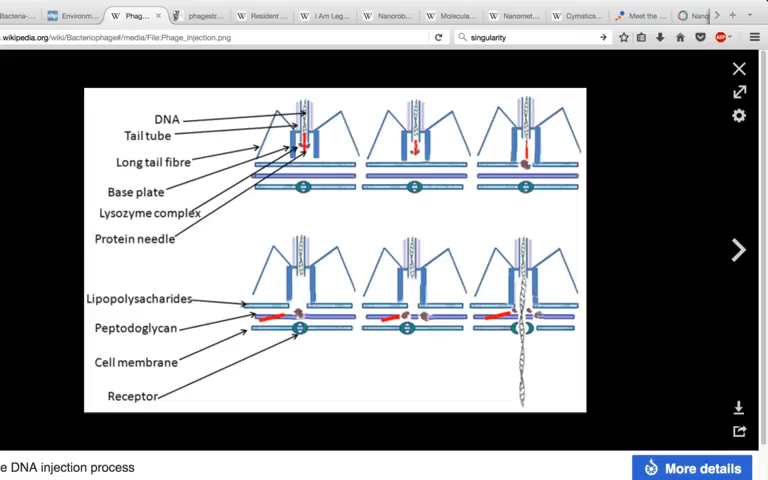 Bacteria-
Environm...
Phag...
phagestr...
Resident
I Am Leg...
Nanorob...
Molecula...
Nanomet...
Cymatics...
Meet the
Nano
.wikipedia.org/wiki/Bacteriophage#/media/File:Phage_injection.png
singularity
ABP
DNA
Tail tube
Long tail fibre
Base plate
Lysozyme complex
Protein needle
Lipopolysacharides
Peptodoglycan
Cell membrane
Receptor
e DNA injection process
More details